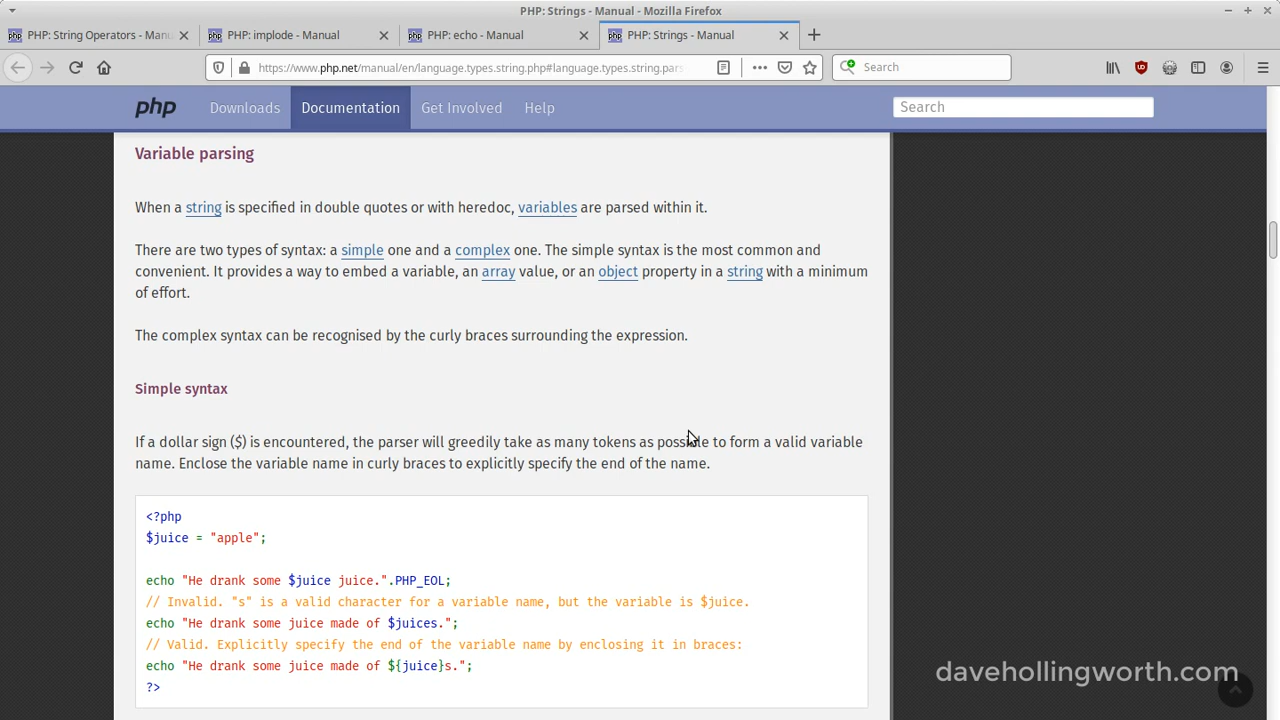 PHP: Strings - Manual - Mozilla Firefox
PHP: String Operators - Manu
PHP: implode - Manual
PHP: echo - Manual
PHP: Strings - Manual
https://www.php.net/manual/en/language.types.string.php#language.types.string.pars
Search
php
Downloads
Documentation
Get Involved
Help
Search
Variable parsing
When a string is specified in double quotes or with heredoc, variables are parsed within it.
There are two types of syntax: a simple one and a complex one. The simple syntax is the most common and
convenient. It provides a way to embed a variable, an array value, or an object property in a string with a minimum
of effort.
The complex syntax can be recognised by the curly braces surrounding the expression.
Simple syntax
If a dollar sign ($) is encountered, the parser will greedily take as many tokens as possible to form a valid variable
name. Enclose the variable name in curly braces to explicitly specify the end of the name.
<?php
$juice = "apple";
echo "He drank some $juice juice.".PHP_EOL;
// Invalid. "s" is a valid character for a variable name, but the variable is $juice.
echo "He drank some juice made of $juices.";
// Valid. Explicitly specify the end of the variable name by enclosing it in braces:
echo "He drank some juice made of ${juice}s.";
?>
davehollingworth.com